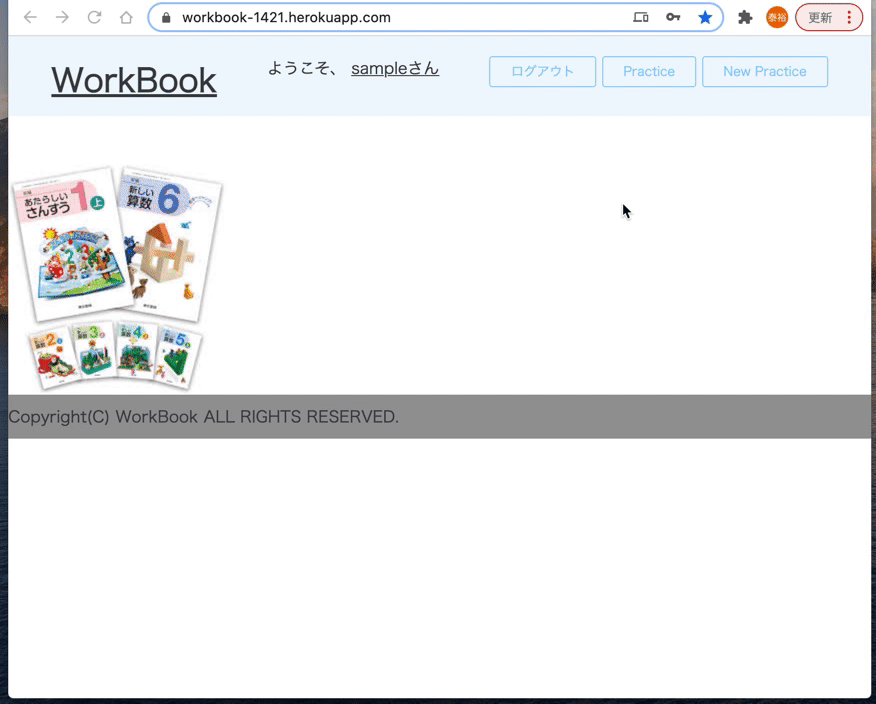 workbook-1421.herokuapp.com
泰裕
更新
WorkBook
ようこそ、 sampleさん
ログアウト
Practice
New Practice
あたらしい
さんすう
1
上
新しい
算数
6
2
3
4
5
Copyright(C) WorkBook ALL RIGHTS RESERVED.